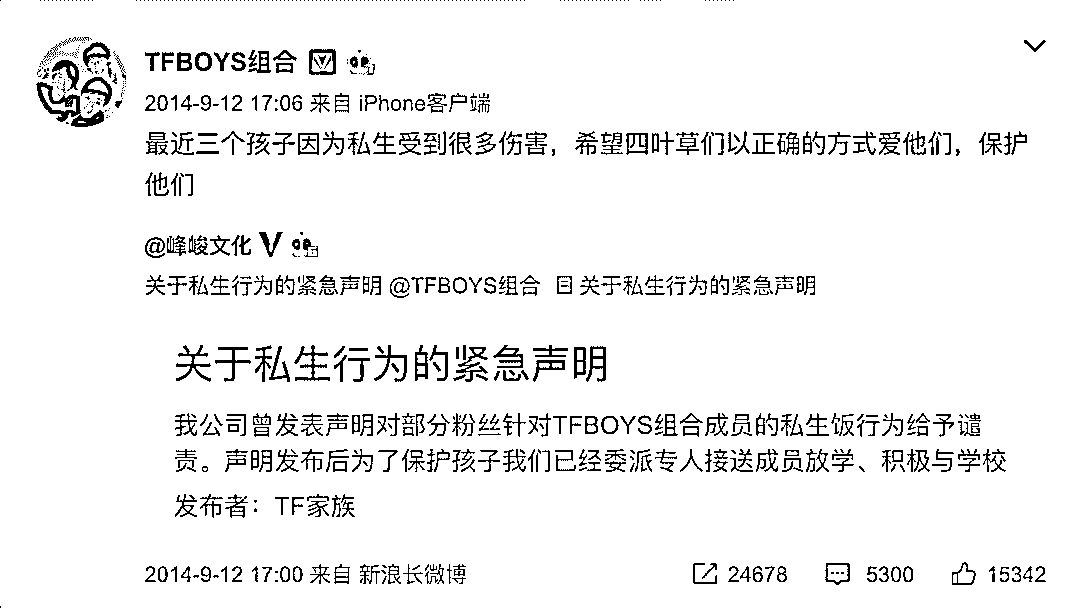 TFBOYS组合
2014-9-12 17:06 来自 iPhone客户端
最近三个孩子因为私生受到很多伤害，希望四叶草们以正确的方式爱他们，保护
他们
@峰峻文化
关于私生行为的紧急声明 @TFBOYS组合 关于私生行为的紧急声明
关于私生行为的紧急声明
我公司曾发表声明对部分粉丝针对TFBOYS组合成员的私生饭行为给予谴
责。声明发布后为了保护孩子我们已经委派专人接送成员放学、积极与学校
发布者：TF家族
2014-9-12 17:00 来自 新浪长微博 24678 5300 15342